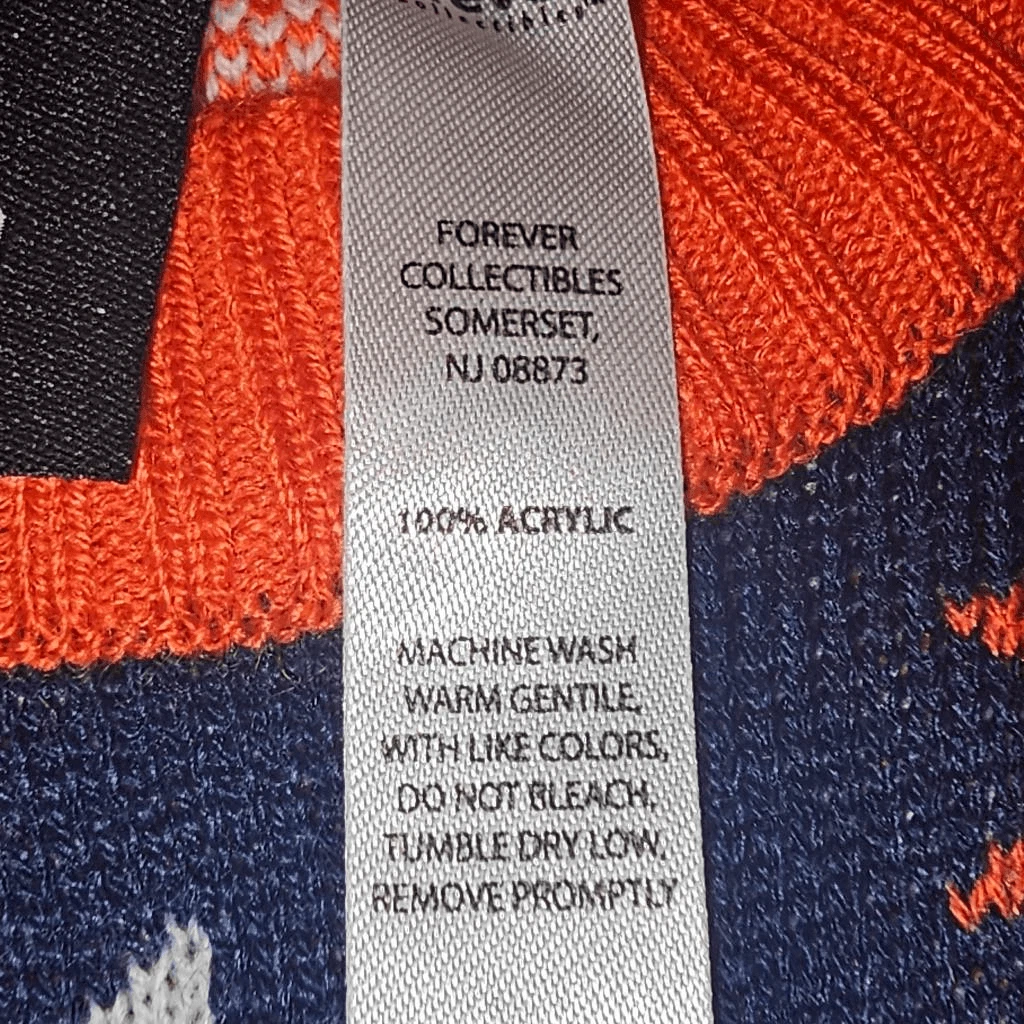 collectibles
FOREVER
COLLECTIBLES
SOMERSET,
NJ 08873
100% ACRYLIC
MACHINE WASH
WARM GENTILE,
WITH LIKE COLORS,
DO NOT BLEACH.
TUMBLE DRY LOW,
REMOVE PROMPTLY